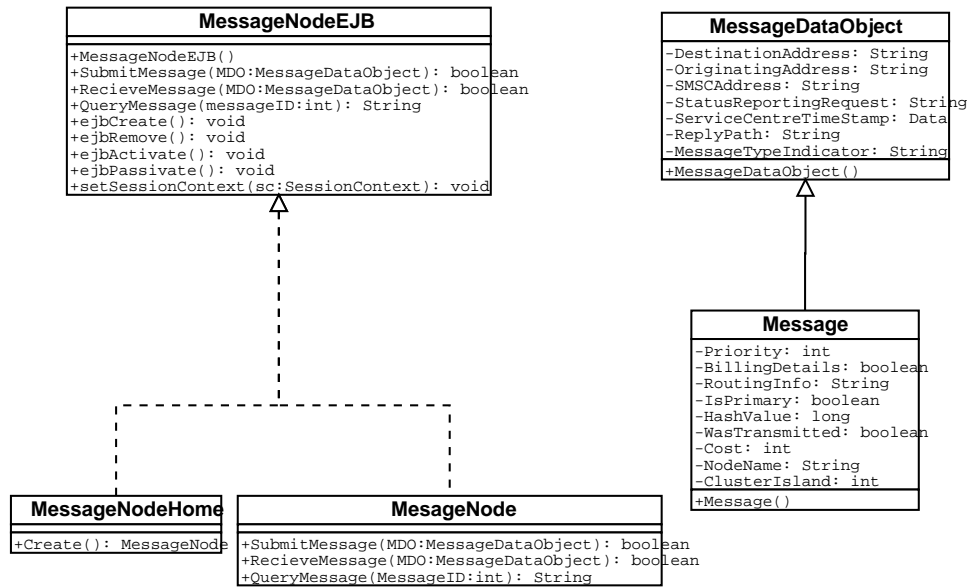 MessageNodeEJB
+MessageNodeEJB()
+SubmitMessage(MDO:MessageDataObject): boolean
+RecieveMessage(MDO:MessageDataObject): boolean
+QueryMessage(messageID:int): String
+ejbCreate(): void
+ejbRemove(): void
+ejbActivate(): void
+ejbPassivate(): void
+setSessionContext(sc:SessionContext): void
MessageDataObject
-DestinationAddress: String
-OriginatingAddress: String
-SMSCAddress: String
-StatusReportingRequest: String
-ServiceCentreTimeStamp: Data
-ReplyPath: String
-MessageTypeIndicator: String
+MessageDataObject()
Message
-Priority: int
-BillingDetails: boolean
-RoutingInfo: String
-IsPrimary: boolean
-HashValue: long
-WasTransmitted: boolean
-Cost: int
-NodeName: String
-ClusterIsland: int
+Message()
MessageNodeHome
+Create(): MessageNode
MesageNode
+SubmitMessage(MDO:MessageDataObject): boolean
+RecieveMessage(MDO:MessageDataObject): boolean
+QueryMessage(MessageID:int): String